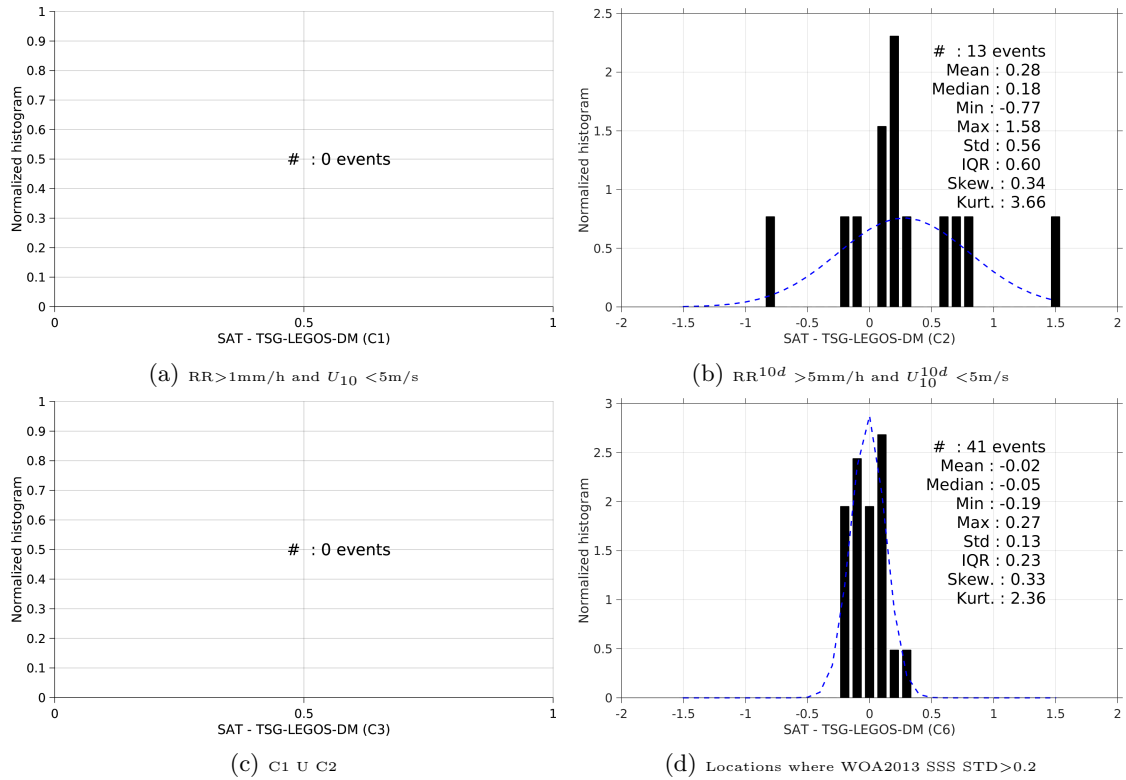 1
0.9
0.8
0.7
0.6
0.5
0.4
0.3
0.2
0.1
0
Normalized histogram
# : 0 events
0 0.5 1
SAT - TSG-LEGOS-DM (C1)
(a) RR>1mm/h and U10 <5m/s
2.5
2
1.5
1
0.5
0
Normalized histogram
# : 13 events
Mean : 0.28
Median : 0.18
Min : -0.77
Max : 1.58
Std : 0.56
IQR : 0.60
Skew. : 0.34
Kurt. : 3.66
-2 -1.5 -1 -0.5 0 0.5 1 1.5 2
SAT - TSG-LEGOS-DM (C2)
(b) RR10d >5mm/h and U10d10 <5m/s
1
0.9
0.8
0.7
0.6
0.5
0.4
0.3
0.2
0.1
0
Normalized histogram
# : 0 events
0 0.5 1
SAT - TSG-LEGOS-DM (C3)
(c) C1 U C2
3
2.5
2
1.5
1
0.5
0
Normalized histogram
# : 41 events
Mean : -0.02
Median : -0.05
Min : -0.19
Max : 0.27
Std : 0.13
IQR : 0.23
Skew. : 0.33
Kurt. : 2.36
-2 -1.5 -1 -0.5 0 0.5 1 1.5 2
SAT - TSG-LEGOS-DM (C6)
(d) Locations where WOA2013 SSS STD>0.2